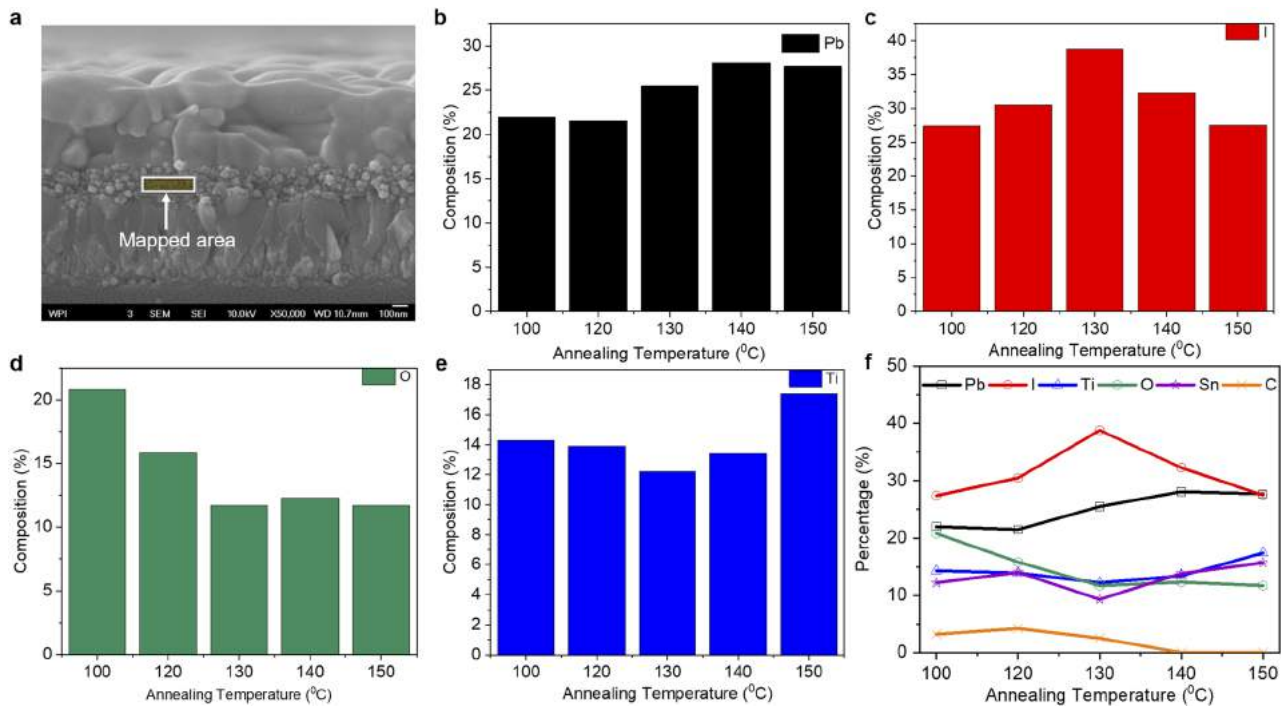 a
Mapped area
WPI 3 SEM SEI 10.0kV X50,000 WD 10.7mm 100nm
b
Pb
Composition (%)
30
25
20
15
10
5
0
100 120 130 140 150
Annealing Temperature (⁰C)
c
I
Composition (%)
40
35
30
25
20
15
10
5
0
100 120 130 140 150
Annealing Temperature (⁰C)
d
O
Composition (%)
20
15
10
5
0
100 120 130 140 150
Annealing Temperature (⁰C)
e
Ti
Composition (%)
18
16
14
12
10
8
6
4
2
0
100 120 130 140 150
Annealing Temperature (⁰C)
f
Pb I Ti O Sn C
Percentage (%)
50
40
30
20
10
0
100 120 130 140 150
Annealing Temperature (⁰C)